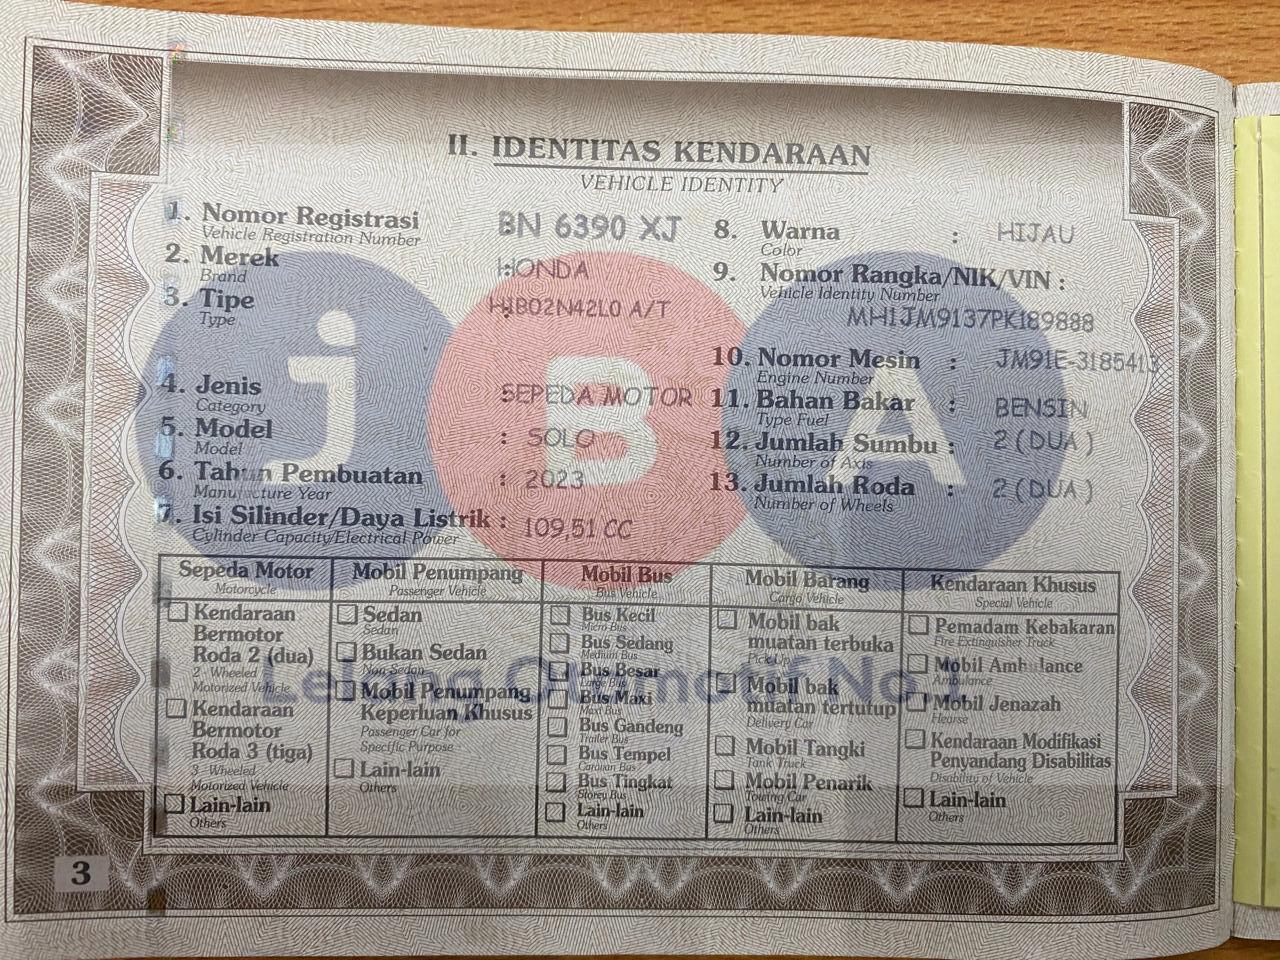 II. IDENTITAS KENDARAAN
VEHICLE IDENTITY
1. Nomor Registrasi : BN 6390 XJ
Vehicle Registration Number
2. Merek : HONDA
Brand
3. Tipe : H1B02N42L0 A/T
Type
4. Jenis : SEPEDA MOTOR
Category
5. Model : SOLO
Model
6. Tahun Pembuatan : 2023
Manufacture Year
7. Isi Silinder/Daya Listrik : 109,51 CC
Cylinder Capacity/Electrical Power
8. Warna : HIJAU
Color
9. Nomor Rangka/NIK/VIN :
Vehicle Identity Number
MH1JM9137PK189888
10. Nomor Mesin : JM91E-3185413
Engine Number
11. Bahan Bakar : BENSIN
Type Fuel
12. Jumlah Sumbu : 2 ( DUA )
Number of Axis
13. Jumlah Roda : 2 ( DUA )
Number of Wheels
Sepeda Motor
Motorcycle
Kendaraan
Bermotor
Roda 2 (dua)
2 - Wheeled
Motorized Vehicle
Kendaraan
Bermotor
Roda 3 (tiga)
3 - Wheeled
Motorized Vehicle
Lain-lain
Others
Mobil Penumpang
Passenger Vehicle
Sedan
Sedan
Bukan Sedan
Non-Sedan
Mobil Penumpang
Keperluan Khusus
Passenger Car for
Specific Purpose
Lain-lain
Others
Mobil Bus
Bus Vehicle
Bus Kecil
Micro Bus
Bus Sedang
Medium Bus
Bus Besar
Large Bus
Bus Maxi
Maxi Bus
Bus Gandeng
Trailer Bus
Bus Tempel
Caravan Bus
Bus Tingkat
Storey Bus
Lain-lain
Others
Mobil Barang
Cargo Vehicle
Mobil bak
muatan terbuka
Pick Up
Mobil bak
muatan tertutup
Delivery Car
Mobil Tangki
Tank Truck
Mobil Penarik
Towing Car
Lain-lain
Others
Kendaraan Khusus
Special Vehicle
Pemadam Kebakaran
Fire Extinguisher Truck
Mobil Ambulance
Ambulance
Mobil Jenazah
Hearse
Kendaraan Modifikasi
Penyandang Disabilitas
Disability of Vehicle
Lain-lain
Others
3
jBA
Lelang Otomotif No. 1